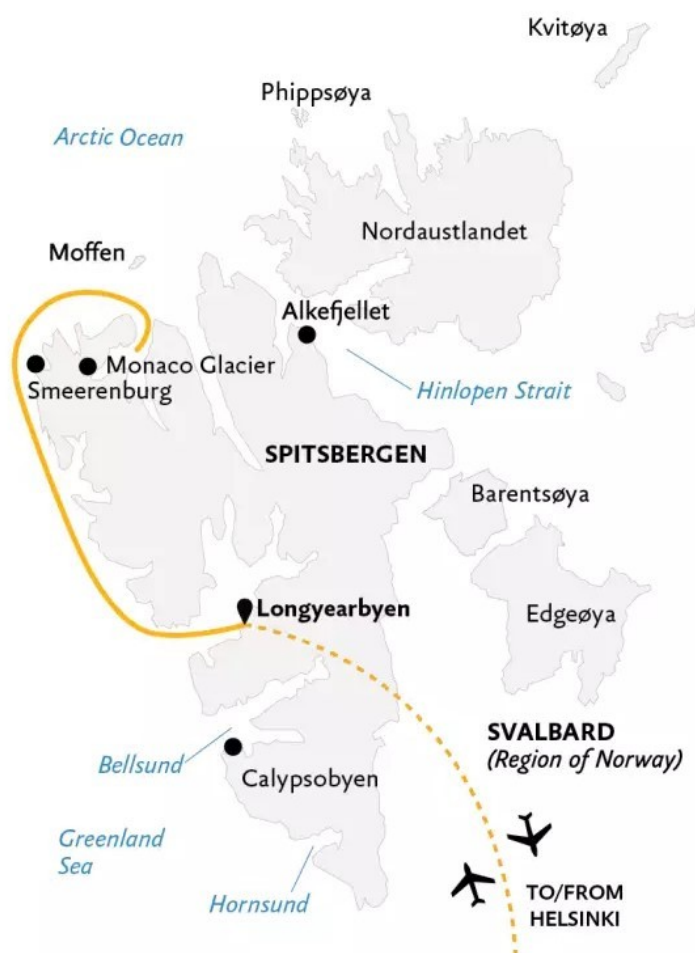 Kvitøya
Phippsøya
Arctic Ocean
Nordaustlandet
Moffen
Alkefjellet
Monaco Glacier
Smeerenburg
Hinlopen Strait
SPITSBERGEN
Barentsøya
Longyearbyen
Edgeøya
SVALBARD
(Region of Norway)
Bellsund
Calypsobyen
Greenland
Sea
Hornsund
TO/FROM
HELSINKI